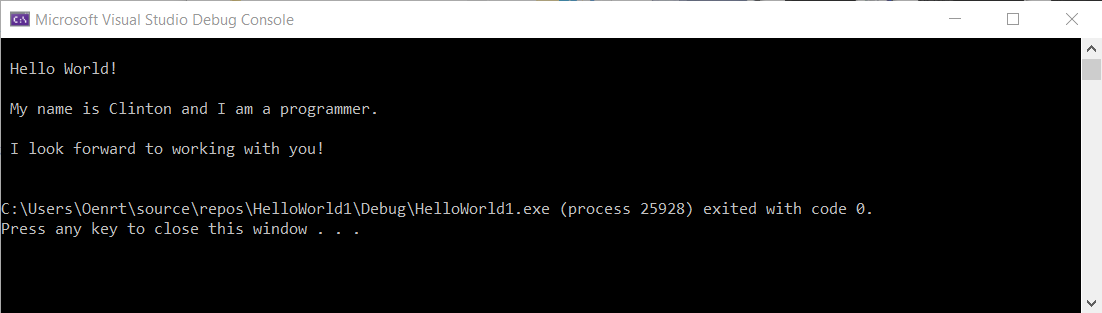 Microsoft Visual Studio Debug Console
Hello World!
My name is Clinton and I am a programmer.
I look forward to working with you!
C:\Users\Oenrt\source\repos\HelloWorld1\Debug\HelloWorld1.exe (process 25928) exited with code 0.
Press any key to close this window . . .